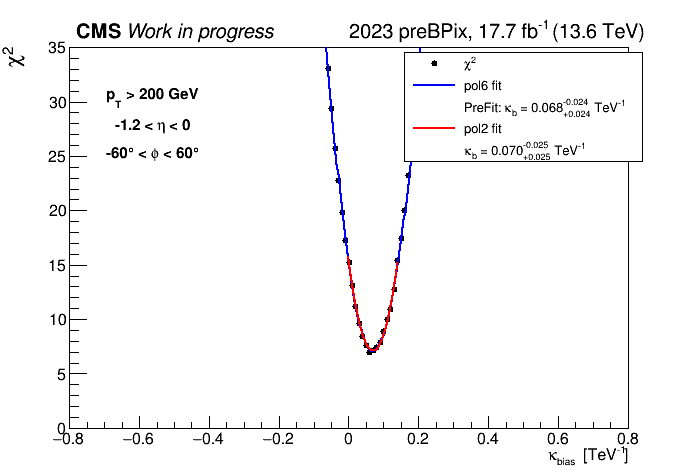 CMS Work in progress 2023 preBPix, 17.7 fb⁻¹ (13.6 TeV)
χ²
35
30
25
20
15
10
5
0
p_T > 200 GeV
-1.2 < η < 0
-60° < ϕ < 60°
χ²
pol6 fit
PreFit: κ_b = 0.068^{-0.024}_{+0.024} TeV⁻¹
pol2 fit
κ_b = 0.070^{-0.025}_{+0.025} TeV⁻¹
−0.8 −0.6 −0.4 −0.2 0 0.2 0.4 0.6 0.8
κ_bias [TeV⁻¹]